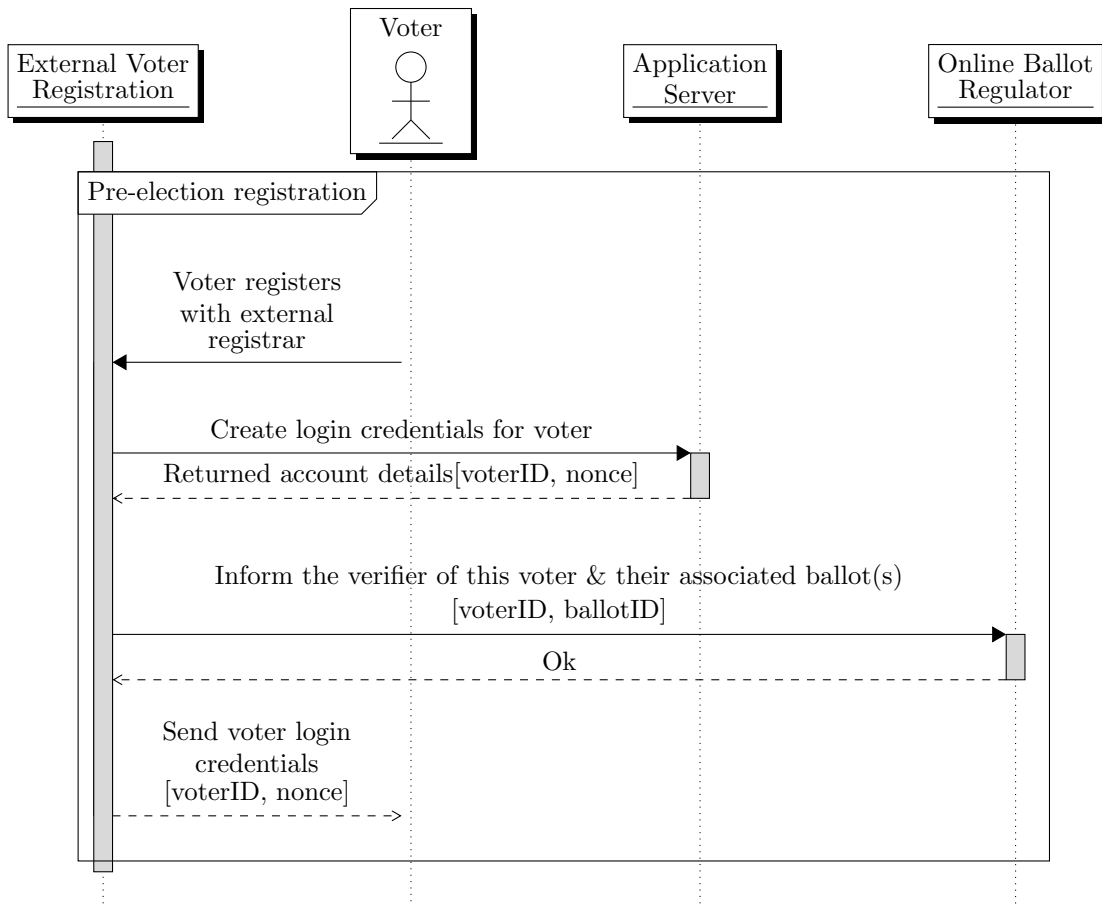 External Voter
Registration
Voter
Application
Server
Online Ballot
Regulator
Pre-election registration
Voter registers
with external
registrar
Create login credentials for voter
Returned account details[voterID, nonce]
Inform the verifier of this voter & their associated ballot(s)
[voterID, ballotID]
Ok
Send voter login
credentials
[voterID, nonce]